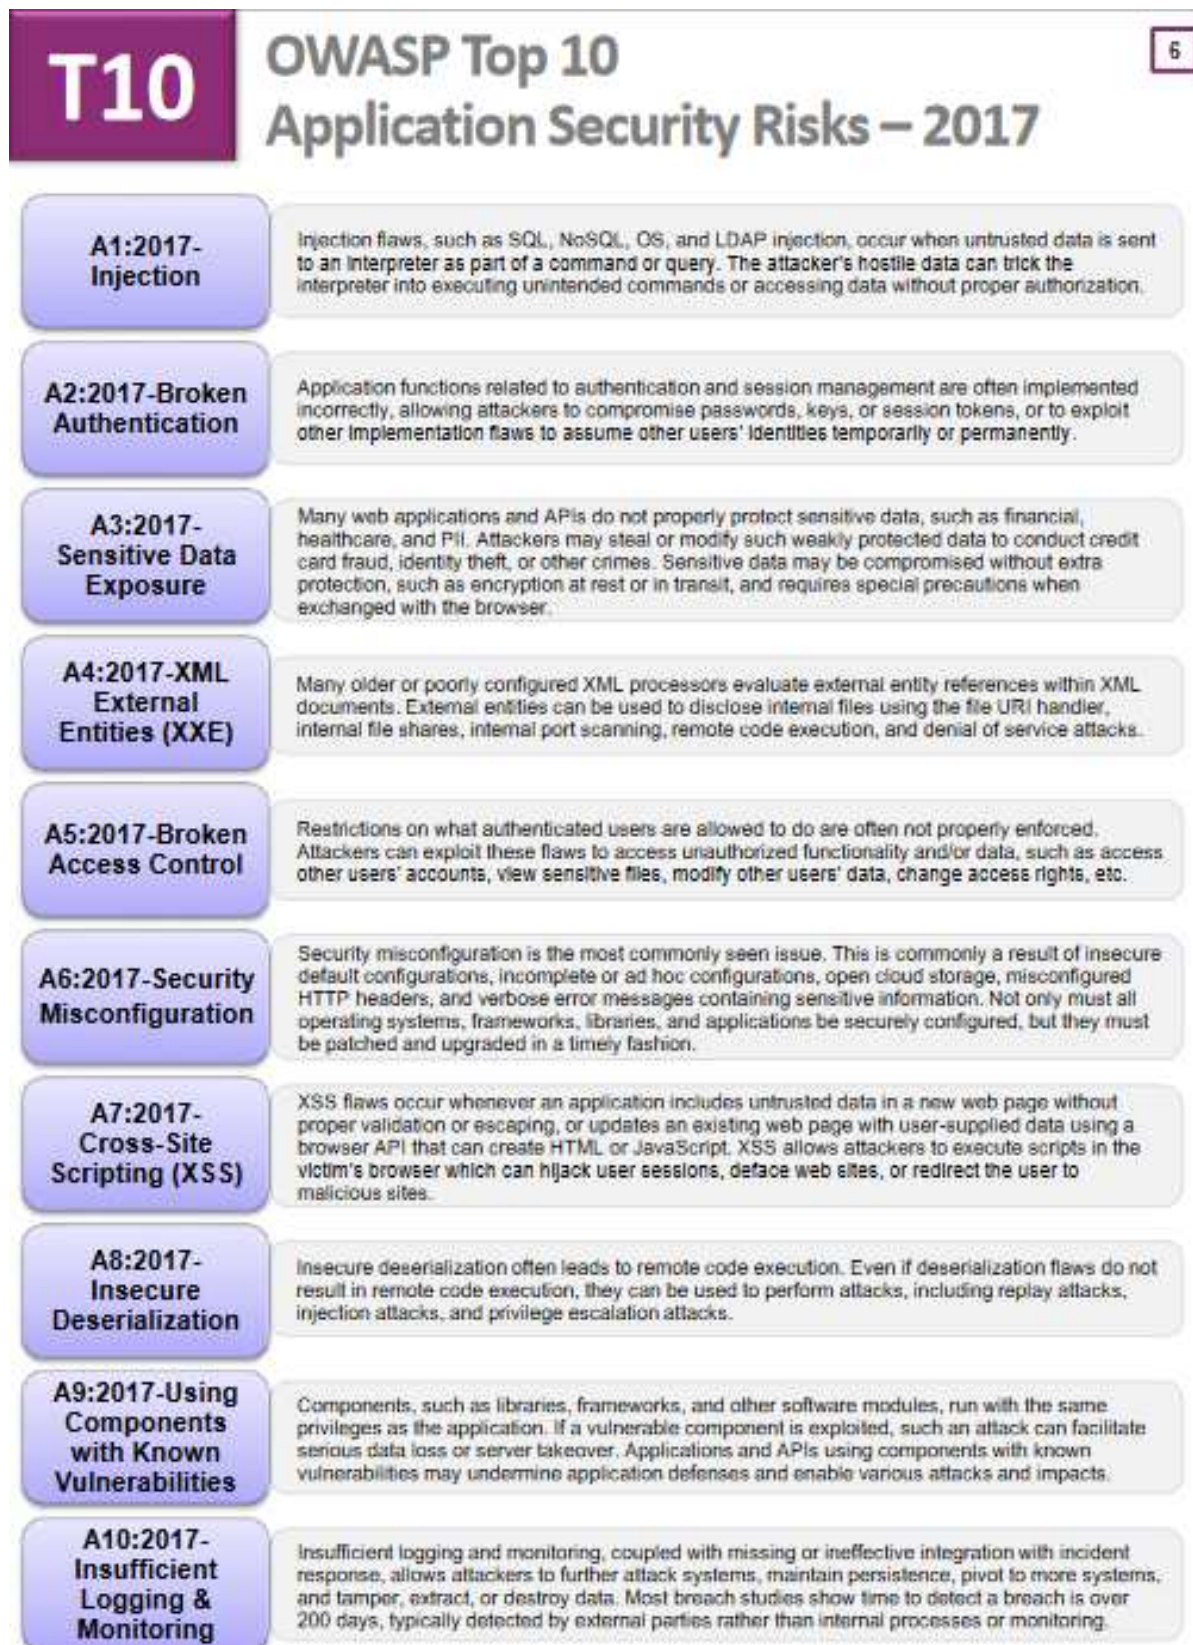 T10
OWASP Top 10
Application Security Risks – 2017
6
A1:2017-
Injection
Injection flaws, such as SQL, NoSQL, OS, and LDAP injection, occur when untrusted data is sent
to an interpreter as part of a command or query. The attacker's hostile data can trick the
interpreter into executing unintended commands or accessing data without proper authorization.
A2:2017-Broken
Authentication
Application functions related to authentication and session management are often implemented
incorrectly, allowing attackers to compromise passwords, keys, or session tokens, or to exploit
other implementation flaws to assume other users' identities temporarily or permanently.
A3:2017-
Sensitive Data
Exposure
Many web applications and APIs do not properly protect sensitive data, such as financial,
healthcare, and PII. Attackers may steal or modify such weakly protected data to conduct credit
card fraud, identity theft, or other crimes. Sensitive data may be compromised without extra
protection, such as encryption at rest or in transit, and requires special precautions when
exchanged with the browser.
A4:2017-XML
External
Entities (XXE)
Many older or poorly configured XML processors evaluate external entity references within XML
documents. External entities can be used to disclose internal files using the file URI handler,
internal file shares, internal port scanning, remote code execution, and denial of service attacks.
A5:2017-Broken
Access Control
Restrictions on what authenticated users are allowed to do are often not properly enforced.
Attackers can exploit these flaws to access unauthorized functionality and/or data, such as access
other users' accounts, view sensitive files, modify other users' data, change access rights, etc.
A6:2017-Security
Misconfiguration
Security misconfiguration is the most commonly seen issue. This is commonly a result of insecure
default configurations, incomplete or ad hoc configurations, open cloud storage, misconfigured
HTTP headers, and verbose error messages containing sensitive information. Not only must all
operating systems, frameworks, libraries, and applications be securely configured, but they must
be patched and upgraded in a timely fashion.
A7:2017-
Cross-Site
Scripting (XSS)
XSS flaws occur whenever an application includes untrusted data in a new web page without
proper validation or escaping, or updates an existing web page with user-supplied data using a
browser API that can create HTML or JavaScript. XSS allows attackers to execute scripts in the
victim's browser which can hijack user sessions, deface web sites, or redirect the user to
malicious sites.
A8:2017-
Insecure
Deserialization
Insecure deserialization often leads to remote code execution. Even if deserialization flaws do not
result in remote code execution, they can be used to perform attacks, including replay attacks,
injection attacks, and privilege escalation attacks.
A9:2017-Using
Components
with Known
Vulnerabilities
Components, such as libraries, frameworks, and other software modules, run with the same
privileges as the application. If a vulnerable component is exploited, such an attack can facilitate
serious data loss or server takeover. Applications and APIs using components with known
vulnerabilities may undermine application defenses and enable various attacks and impacts.
A10:2017-
Insufficient
Logging &
Monitoring
Insufficient logging and monitoring, coupled with missing or ineffective integration with incident
response, allows attackers to further attack systems, maintain persistence, pivot to more systems,
and tamper, extract, or destroy data. Most breach studies show time to detect a breach is over
200 days, typically detected by external parties rather than internal processes or monitoring.